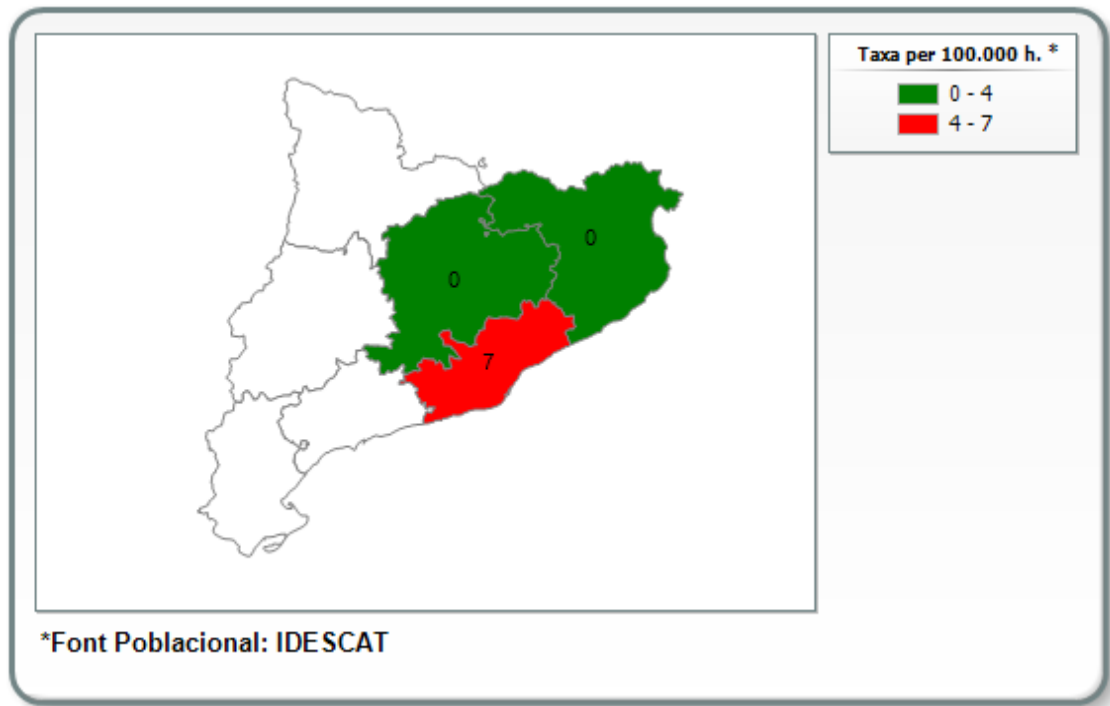 Taxa per 100.000 h. *
0 - 4
4 - 7
0
0
7
*Font Poblacional: IDESCAT